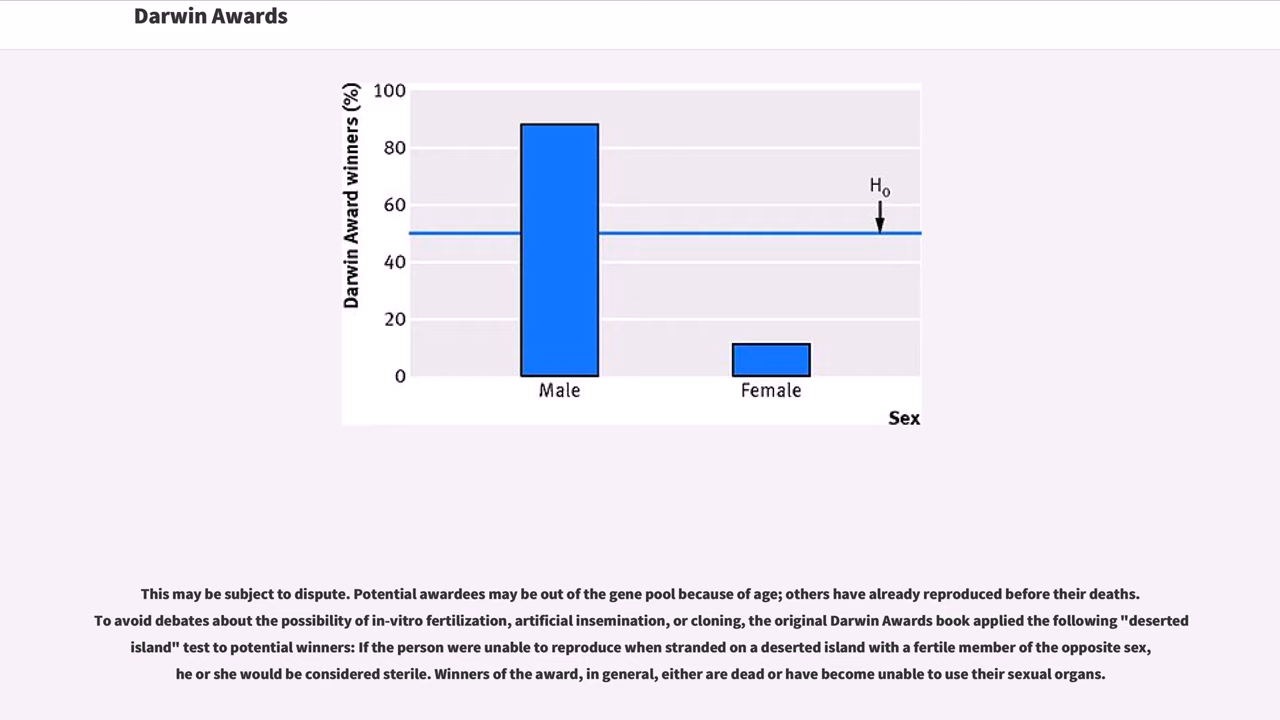 Darwin Awards
Darwin Award winners (%)
100
80
60
40
20
0
H0
Male Female
Sex
This may be subject to dispute. Potential awardees may be out of the gene pool because of age; others have already reproduced before their deaths.
To avoid debates about the possibility of in-vitro fertilization, artificial insemination, or cloning, the original Darwin Awards book applied the following "deserted
island" test to potential winners: If the person were unable to reproduce when stranded on a deserted island with a fertile member of the opposite sex,
he or she would be considered sterile. Winners of the award, in general, either are dead or have become unable to use their sexual organs.